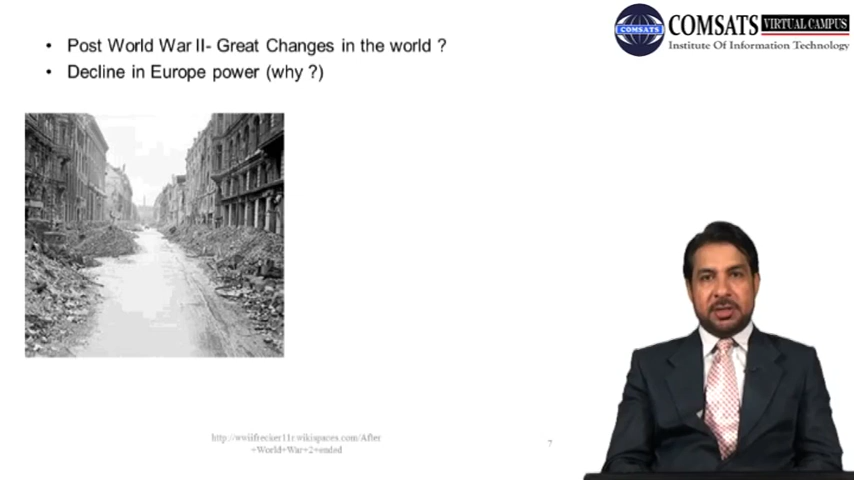 • Post World War II- Great Changes in the world ?
• Decline in Europe power (why ?)
COMSATS
COMSATS VIRTUAL CAMPUS
Institute Of Information Technology
http://wwiifrecker11r.wikispaces.com/After
+World+War+2+ended
7